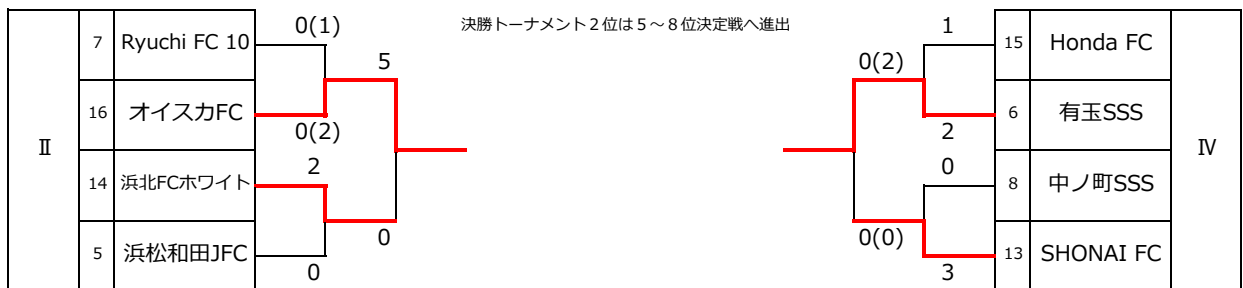 決勝トーナメント２位は５～８位決定戦へ進出
Ⅱ
7 Ryuchi FC 10 0(1)
5
16 オイスカFC 0(2)
14 浜北FCホワイト 2
0
5 浜松和田JFC 0
1 15 Honda FC
0(2)
2 6 有玉SSS
Ⅳ
0 8 中ノ町SSS
0(0)
3 13 SHONAI FC